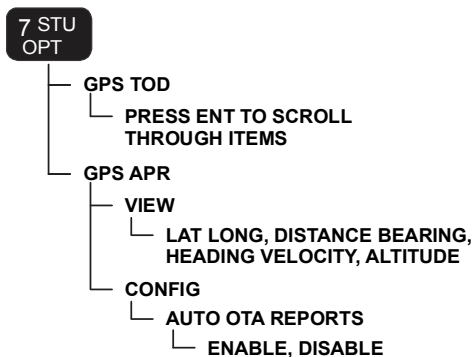 7 STU
OPT
GPS TOD
PRESS ENT TO SCROLL
THROUGH ITEMS
GPS APR
VIEW
LAT LONG, DISTANCE BEARING,
HEADING VELOCITY, ALTITUDE
CONFIG
AUTO OTA REPORTS
ENABLE, DISABLE